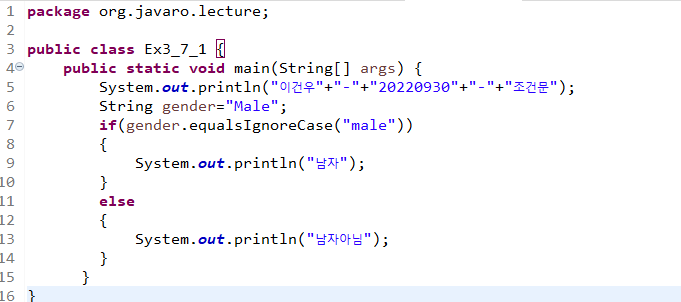 1 package org.javaro.lecture;
2
3 public class Ex3_7_1 {
4 public static void main(String[] args) {
5 System.out.println("이건우"+"-"+"20220930"+"-"+"조건문");
6 String gender="Male";
7 if(gender.equalsIgnoreCase("male"))
8 {
9 System.out.println("남자");
10 }
11 else
12 {
13 System.out.println("남자아님");
14 }
15 }
16 }